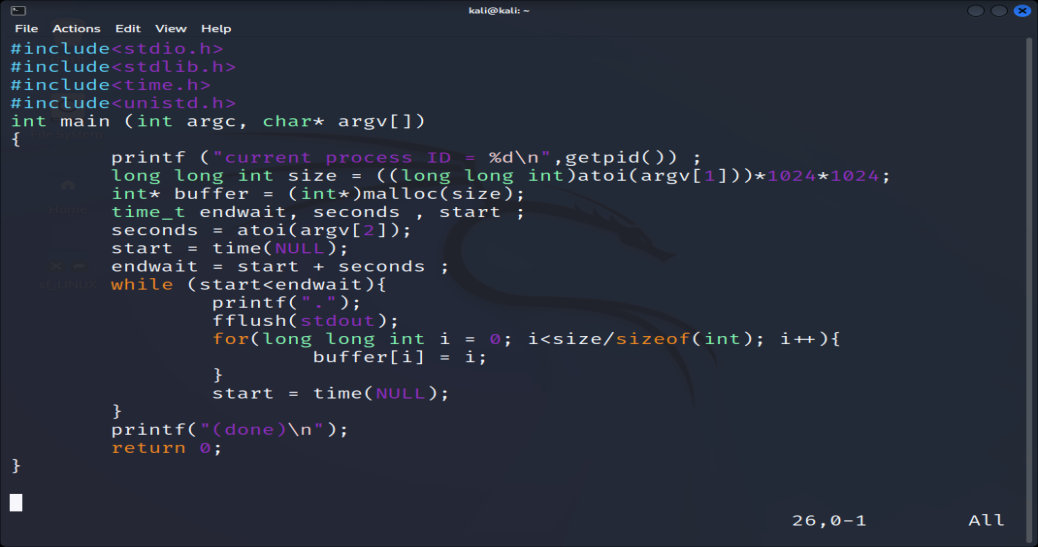 kali@kali: ~
File Actions Edit View Help
#include<stdio.h>
#include<stdlib.h>
#include<time.h>
#include<unistd.h>
int main (int argc, char* argv[])
{
        printf ("current process ID = %d\n",getpid()) ;
        long long int size = ((long long int)atoi(argv[1]))*1024*1024;
        int* buffer = (int*)malloc(size);
        time_t endwait, seconds , start ;
        seconds = atoi(argv[2]);
        start = time(NULL);
        endwait = start + seconds ;
        while (start<endwait){
                printf(".");
                fflush(stdout);
                for(long long int i = 0; i<size/sizeof(int); i++){
                        buffer[i] = i;
                }
                start = time(NULL);
        }
        printf("(done)\n");
        return 0;
}
26,0-1 All